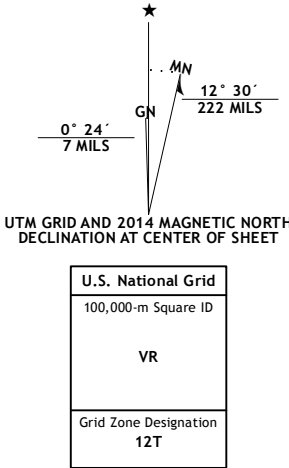 ★
MN
GN
12° 30´
222 MILS
0° 24´
7 MILS
UTM GRID AND 2014 MAGNETIC NORTH
DECLINATION AT CENTER OF SHEET
U.S. National Grid
100,000-m Square ID
VR
Grid Zone Designation
12T